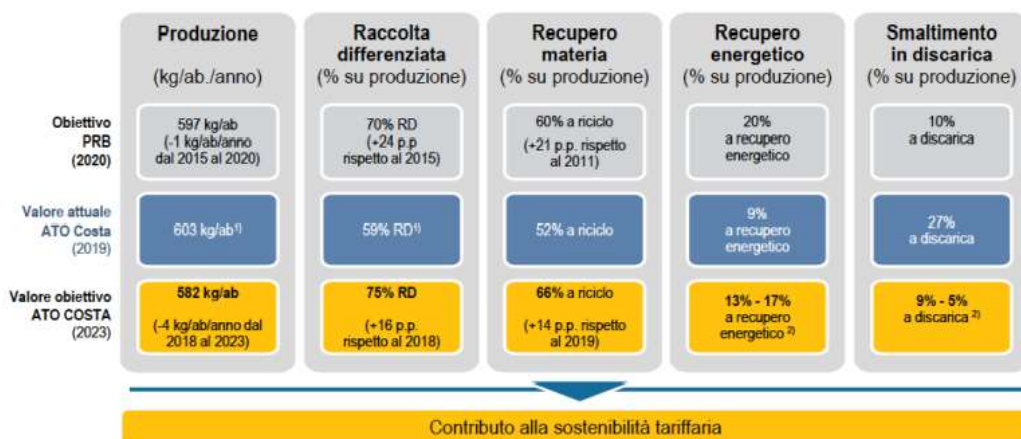 Produzione
(kg/ab./anno)
Raccolta
differenziata
(% su produzione)
Recupero
materia
(% su produzione)
Recupero
energetico
(% su produzione)
Smaltimento
in discarica
(% su produzione)
Obiettivo
PRB
(2020)
597 kg/ab
(-1 kg/ab/anno
dal 2015 al 2020)
70% RD
(+24 p.p
rispetto al 2015)
60% a riciclo
(+21 p.p. rispetto
al 2011)
20%
a recupero
energetico
10%
a discarica
Valore attuale
ATO Costa
(2019)
603 kg/ab¹⁾
59% RD¹⁾
52% a riciclo
9%
a recupero
energetico
27%
a discarica
Valore obiettivo
ATO COSTA
(2023)
582 kg/ab
(-4 kg/ab/anno dal
2018 al 2023)
75% RD
(+16 p.p.
rispetto al 2018)
66% a riciclo
(+14 p.p. rispetto
al 2019)
13% - 17%
a recupero
energetico ²⁾
9% - 5%
a discarica ²⁾
Contributo alla sostenibilità tariffaria